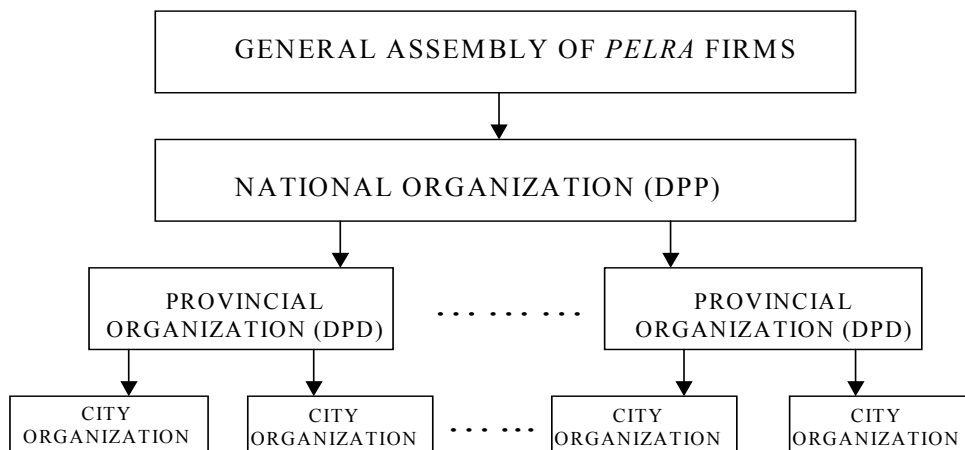 GENERAL ASSEMBLY OF PELRA FIRMS
NATIONAL ORGANIZATION (DPP)
PROVINCIAL
ORGANIZATION (DPD)
... ... ...
PROVINCIAL
ORGANIZATION (DPD)
CITY
ORGANIZATION
CITY
ORGANIZATION
... ...
CITY
ORGANIZATION
CITY
ORGANIZATION